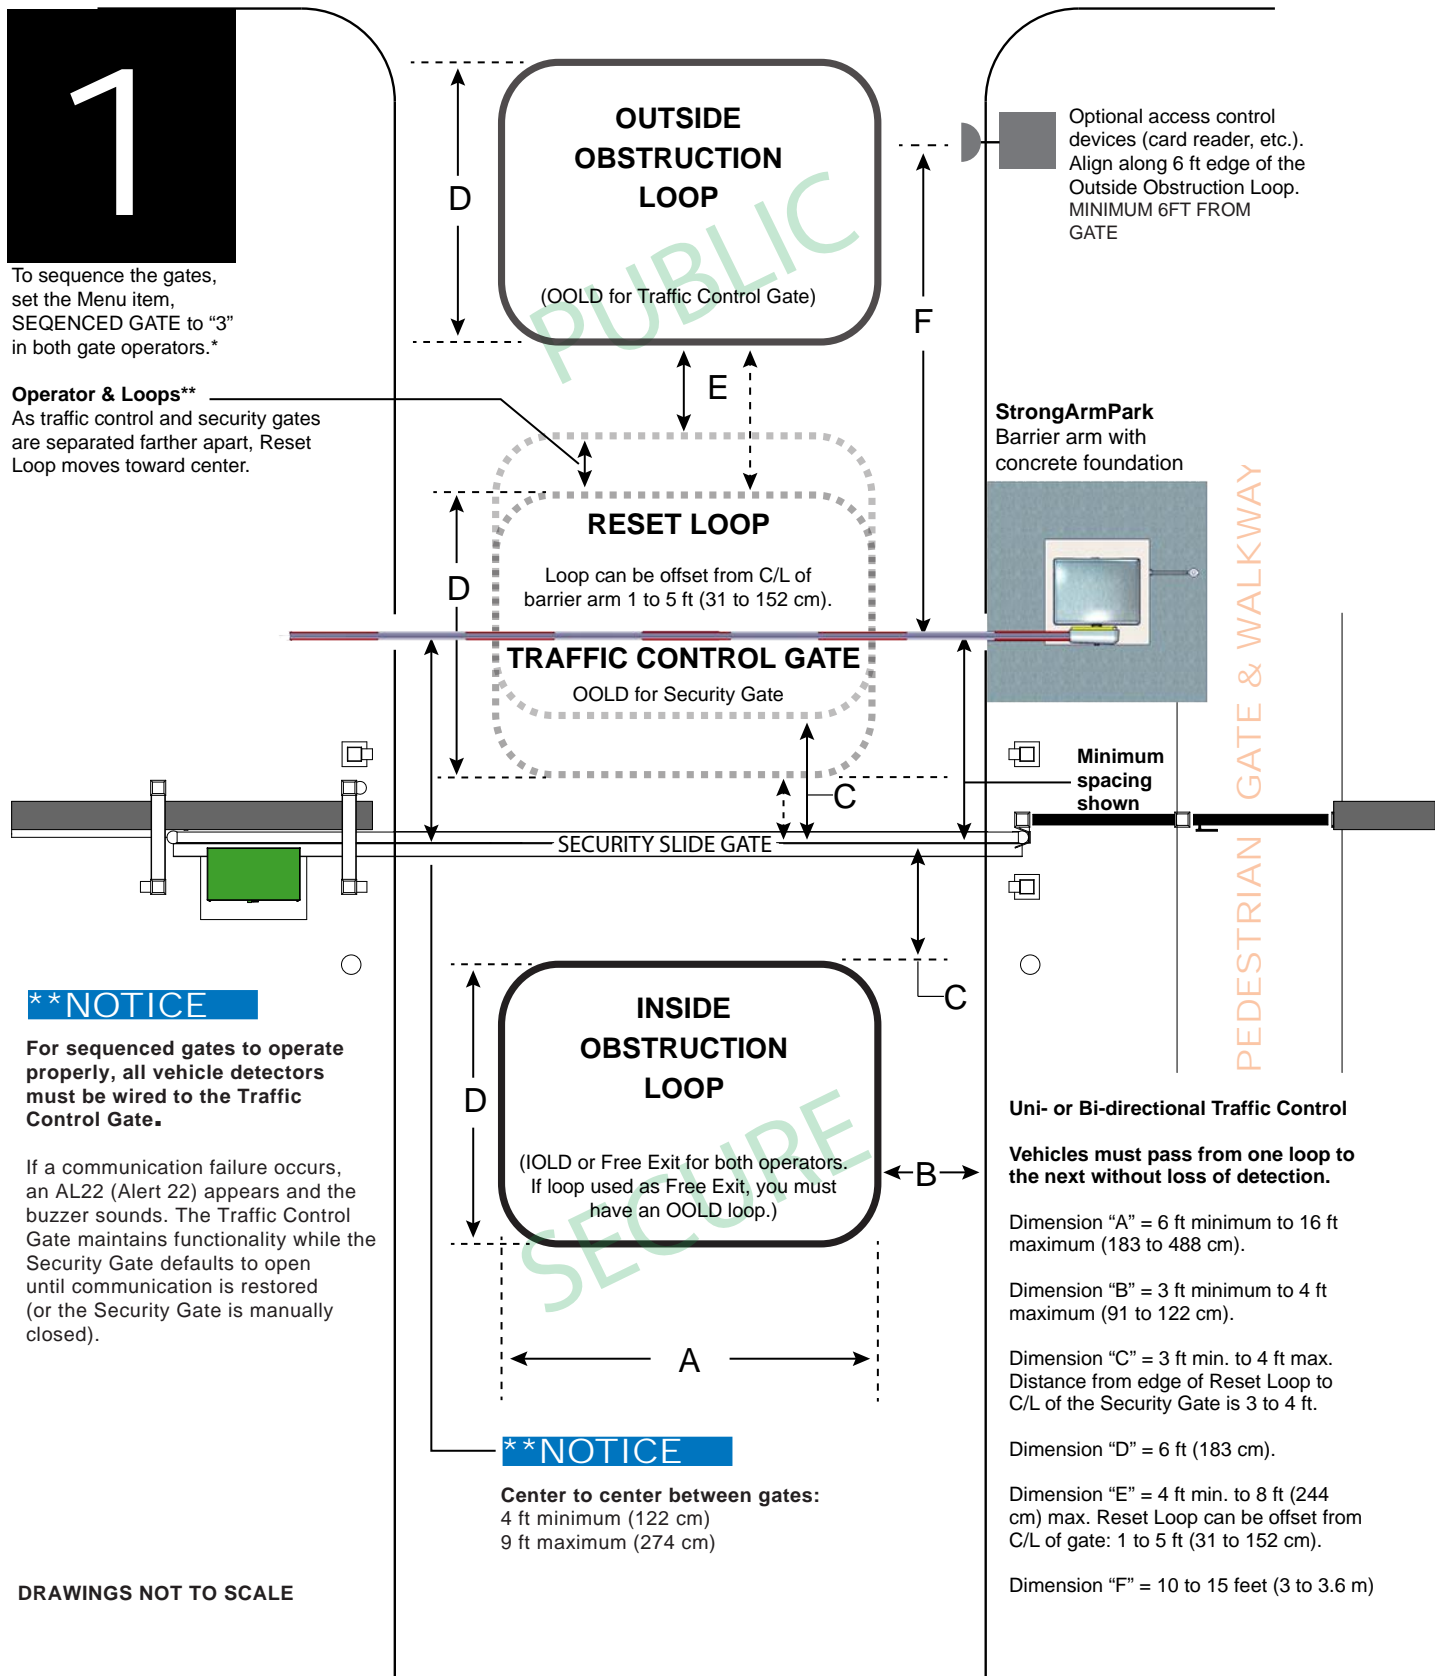 1
To sequence the gates,
set the Menu item,
SEQENCED GATE to “3”
in both gate operators.*
Operator & Loops**
As traffic control and security gates
are separated farther apart, Reset
Loop moves toward center.
D
OUTSIDE
OBSTRUCTION
LOOP
PUBLIC
(OOLD for Traffic Control Gate)
E
F
Optional access control
devices (card reader, etc.).
Align along 6 ft edge of the
Outside Obstruction Loop.
MINIMUM 6FT FROM
GATE
StrongArmPark
Barrier arm with
concrete foundation
D
RESET LOOP
Loop can be offset from C/L of
barrier arm 1 to 5 ft (31 to 152 cm).
TRAFFIC CONTROL GATE
OOLD for Security Gate
C
Minimum
spacing
shown
PEDESTRIAN GATE & WALKWAY
SECURITY SLIDE GATE
C
**NOTICE
For sequenced gates to operate
properly, all vehicle detectors
must be wired to the Traffic
Control Gate.
If a communication failure occurs,
an AL22 (Alert 22) appears and the
buzzer sounds. The Traffic Control
Gate maintains functionality while the
Security Gate defaults to open
until communication is restored
(or the Security Gate is manually
closed).
D
INSIDE
OBSTRUCTION
LOOP
(IOLD or Free Exit for both operators.
If loop used as Free Exit, you must
have an OOLD loop.)
SECURE
B
A
**NOTICE
Center to center between gates:
4 ft minimum (122 cm)
9 ft maximum (274 cm)
Uni- or Bi-directional Traffic Control
Vehicles must pass from one loop to
the next without loss of detection.
Dimension “A” = 6 ft minimum to 16 ft
maximum (183 to 488 cm).
Dimension “B” = 3 ft minimum to 4 ft
maximum (91 to 122 cm).
Dimension “C” = 3 ft min. to 4 ft max.
Distance from edge of Reset Loop to
C/L of the Security Gate is 3 to 4 ft.
Dimension “D” = 6 ft (183 cm).
Dimension “E” = 4 ft min. to 8 ft (244
cm) max. Reset Loop can be offset from
C/L of gate: 1 to 5 ft (31 to 152 cm).
Dimension “F” = 10 to 15 feet (3 to 3.6 m)
DRAWINGS NOT TO SCALE